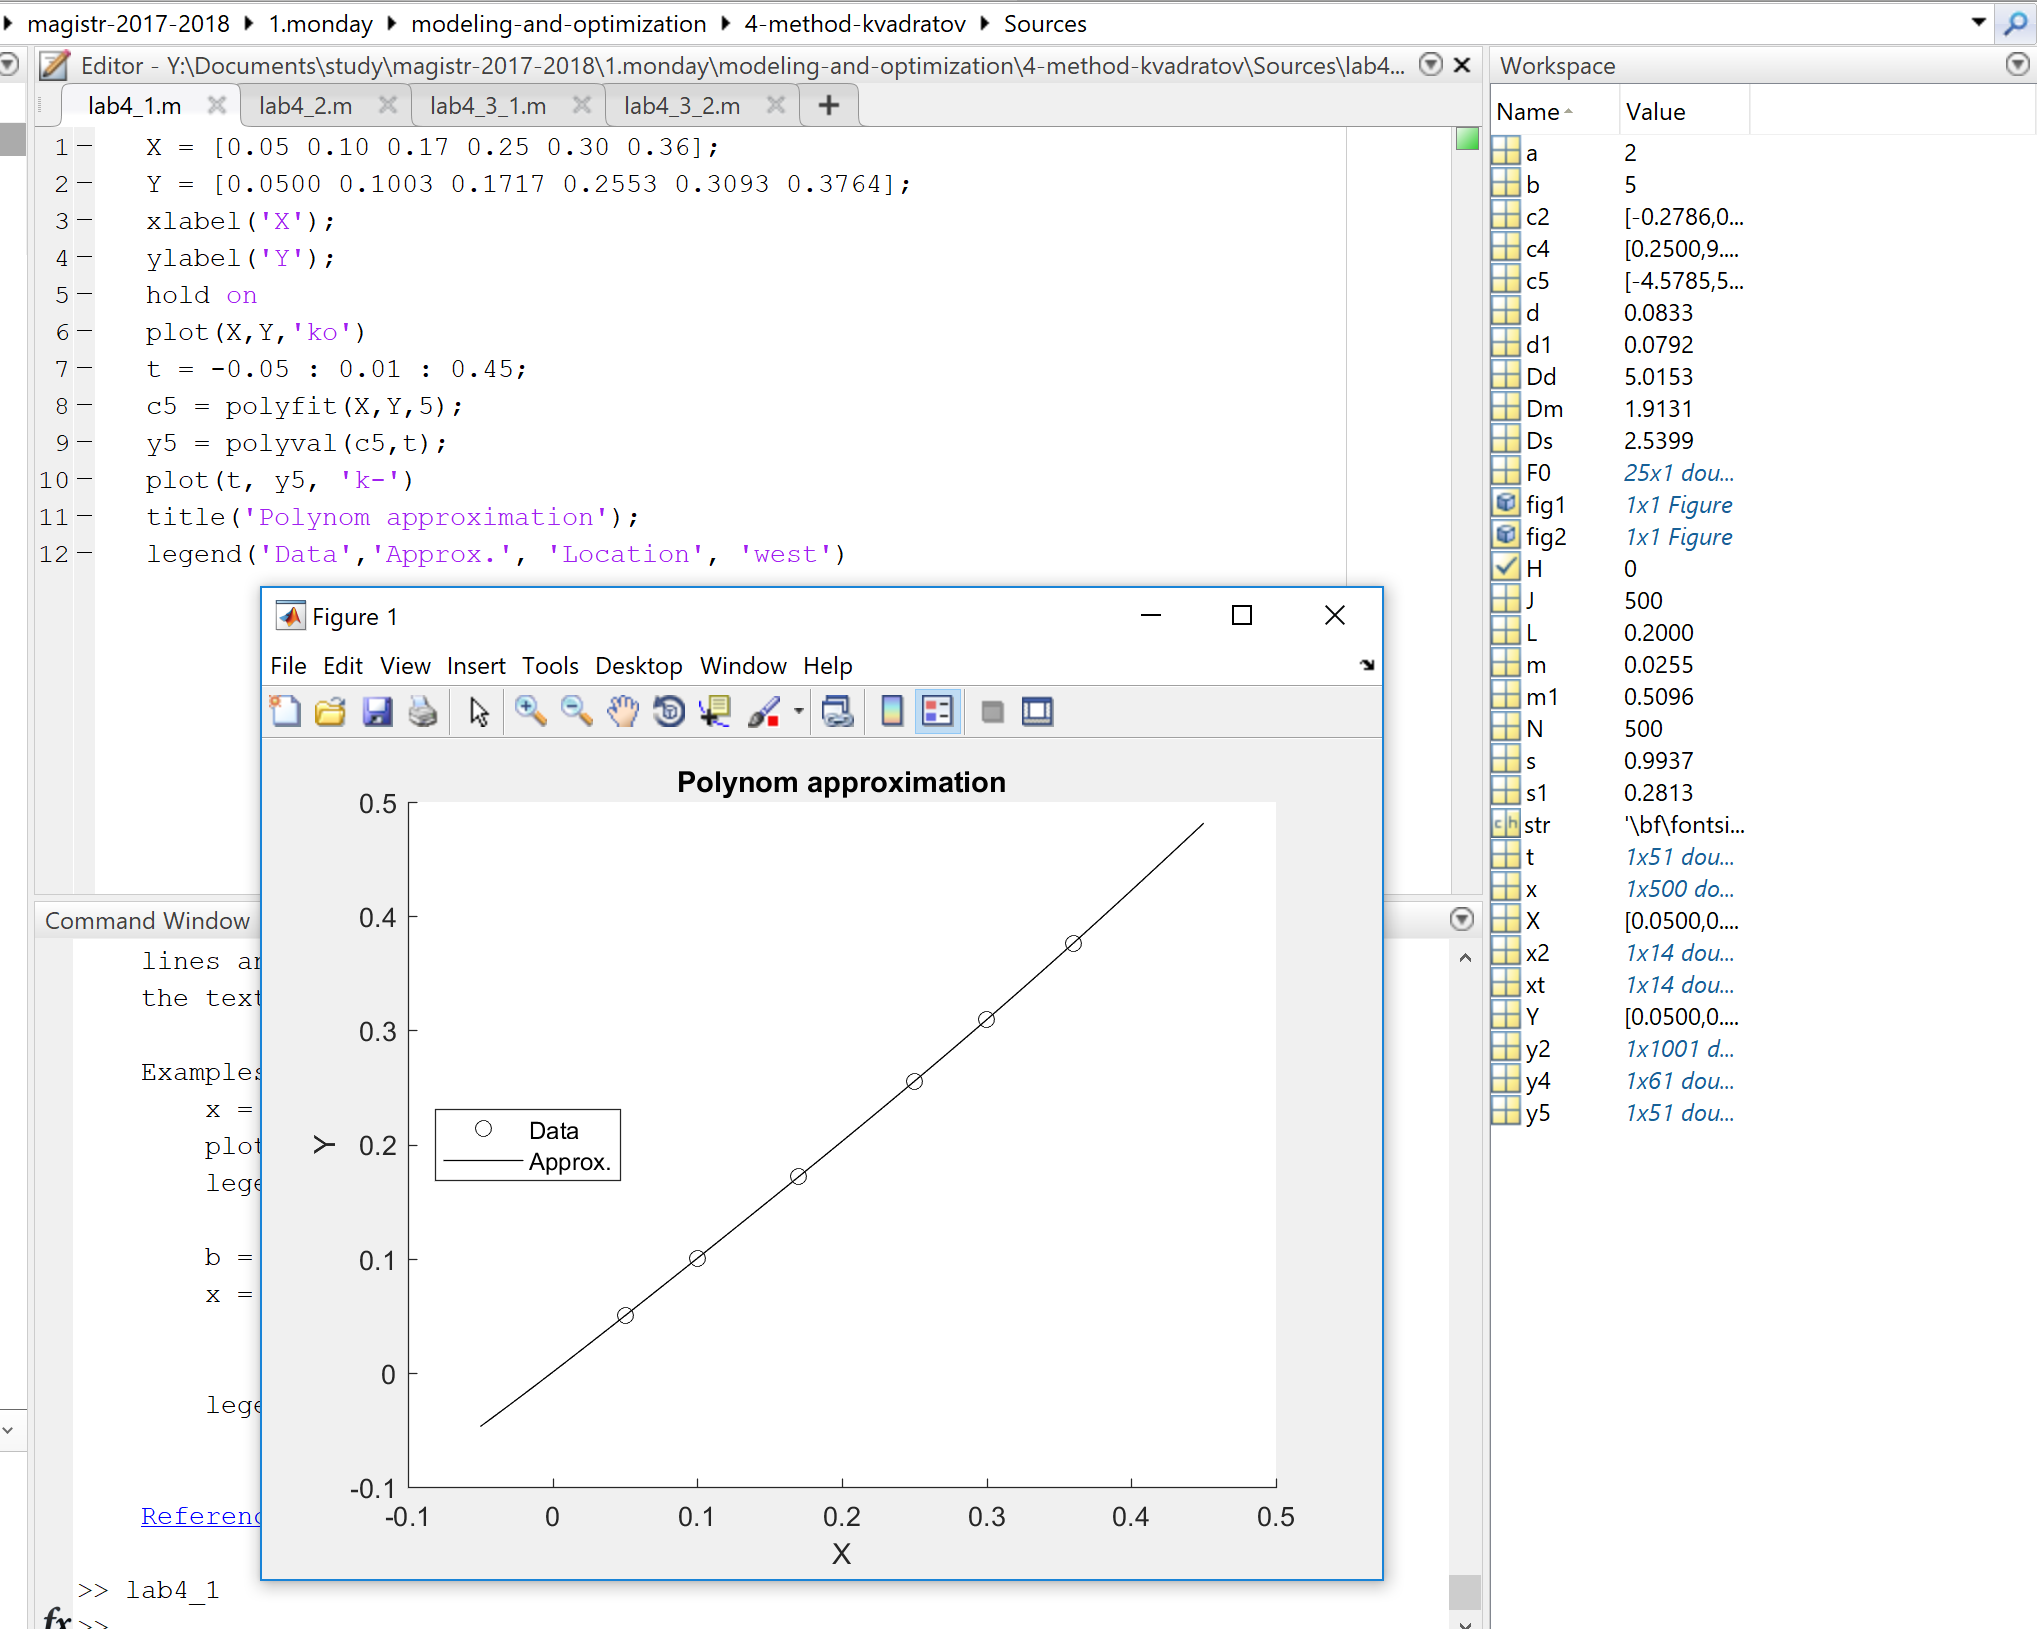 magistr-2017-2018 ▶ 1.monday ▶ modeling-and-optimization ▶ 4-method-kvadratov ▶ Sources
Editor - Y:\Documents\study\magistr-2017-2018\1.monday\modeling-and-optimization\4-method-kvadratov\Sources\lab4...
lab4_1.m lab4_2.m lab4_3_1.m lab4_3_2.m +
1 X = [0.05 0.10 0.17 0.25 0.30 0.36];
2 Y = [0.0500 0.1003 0.1717 0.2553 0.3093 0.3764];
3 xlabel('X');
4 ylabel('Y');
5 hold on
6 plot(X,Y,'ko')
7 t = -0.05 : 0.01 : 0.45;
8 c5 = polyfit(X,Y,5);
9 y5 = polyval(c5,t);
10 plot(t, y5, 'k-')
11 title('Polynom approximation');
12 legend('Data','Approx.', 'Location', 'west')
Figure 1
File Edit View Insert Tools Desktop Window Help
Polynom approximation
0.5
0.4
0.3
0.2
0.1
0
-0.1
Y
Data
Approx.
-0.1 0 0.1 0.2 0.3 0.4 0.5
X
Command Window
lines
the text
Examples
x =
plot
lege
b =
x =
lege
Referenc
>> lab4_1
fx >>
Workspace
Name Value
a 2
b 5
c2 [-0.2786,0...
c4 [0.2500,9....
c5 [-4.5785,5...
d 0.0833
d1 0.0792
Dd 5.0153
Dm 1.9131
Ds 2.5399
F0 25x1 dou...
fig1 1x1 Figure
fig2 1x1 Figure
H 0
J 500
L 0.2000
m 0.0255
m1 0.5096
N 500
s 0.9937
s1 0.2813
ch str '\bf\fontsi...
t 1x51 dou...
x 1x500 do...
X [0.0500,0....
x2 1x14 dou...
xt 1x14 dou...
Y [0.0500,0....
y2 1x1001 d...
y4 1x61 dou...
y5 1x51 dou...